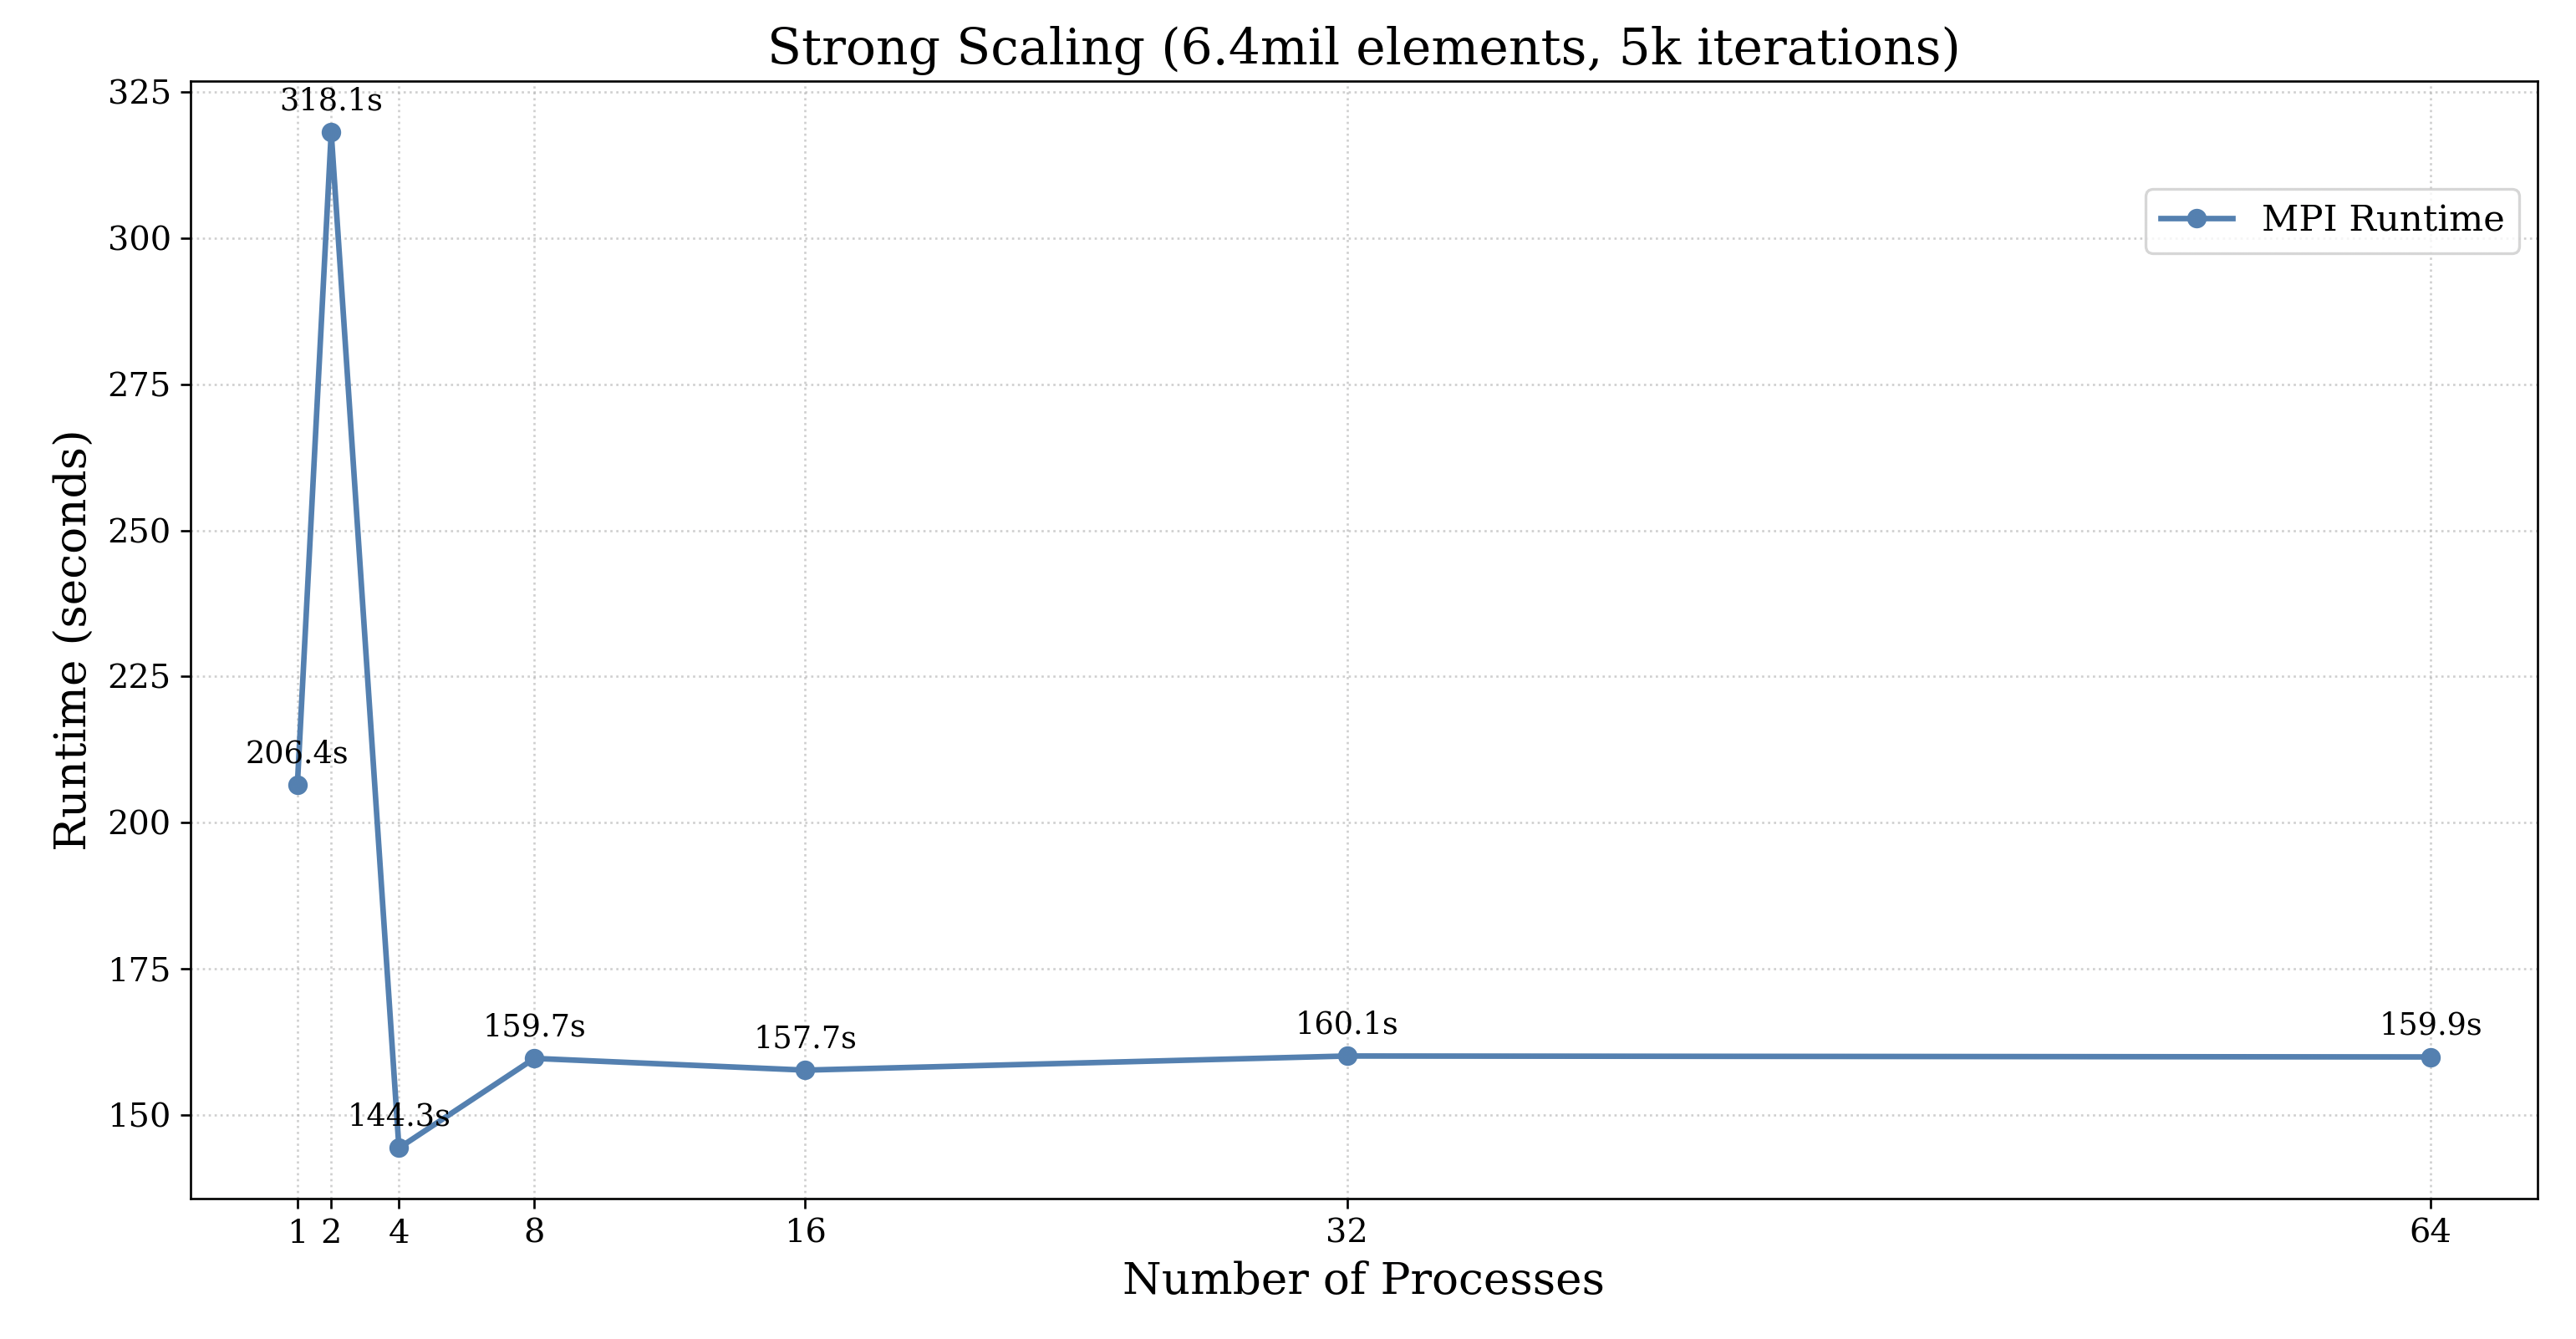 Strong Scaling (6.4mil elements, 5k iterations)
325
300
275
250
225
200
175
150
Runtime (seconds)
318.1s
206.4s
144.3s
159.7s
157.7s
160.1s
159.9s
MPI Runtime
1 2 4 8 16 32 64
Number of Processes